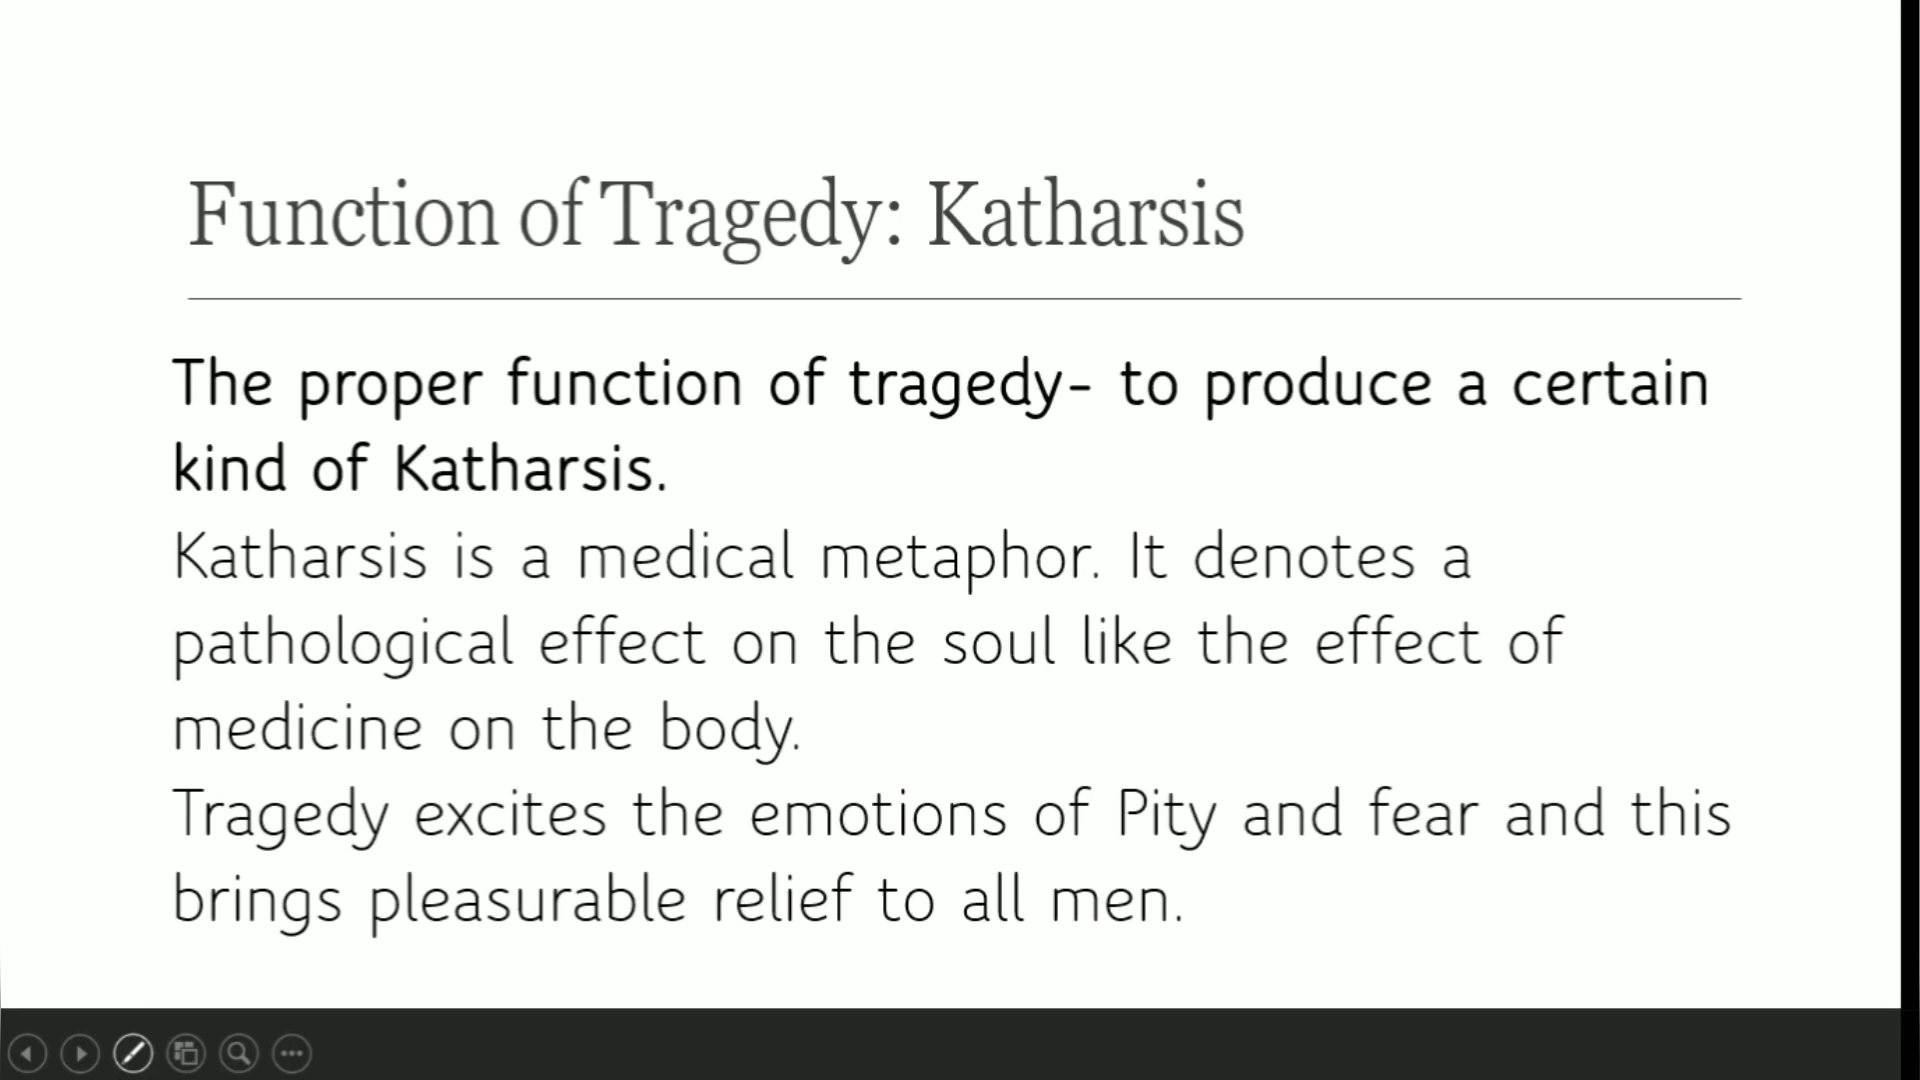 Function of Tragedy: Katharsis
The proper function of tragedy- to produce a certain
kind of Katharsis.
Katharsis is a medical metaphor. It denotes a
pathological effect on the soul like the effect of
medicine on the body.
Tragedy excites the emotions of Pity and fear and this
brings pleasurable relief to all men.